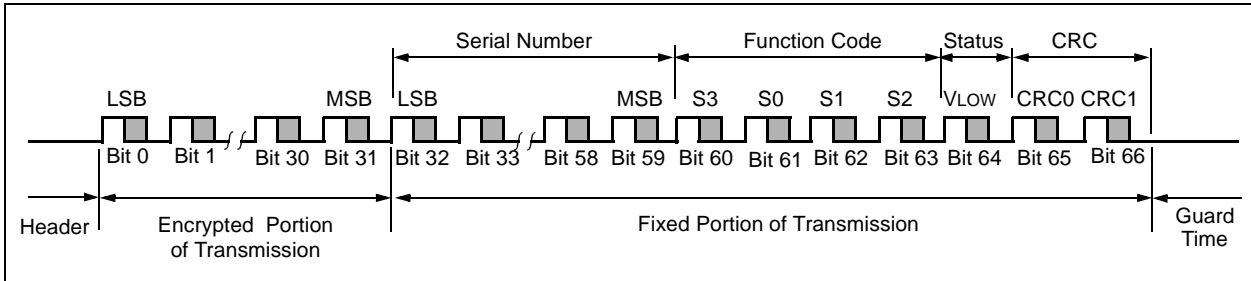 Serial Number Function Code Status CRC
LSB MSB LSB MSB S3 S0 S1 S2 VLOW CRC0 CRC1
Bit 0 Bit 1 Bit 30 Bit 31 Bit 32 Bit 33 Bit 58 Bit 59 Bit 60 Bit 61 Bit 62 Bit 63 Bit 64 Bit 65 Bit 66
Header Encrypted Portion Fixed Portion of Transmission Guard
of Transmission Time